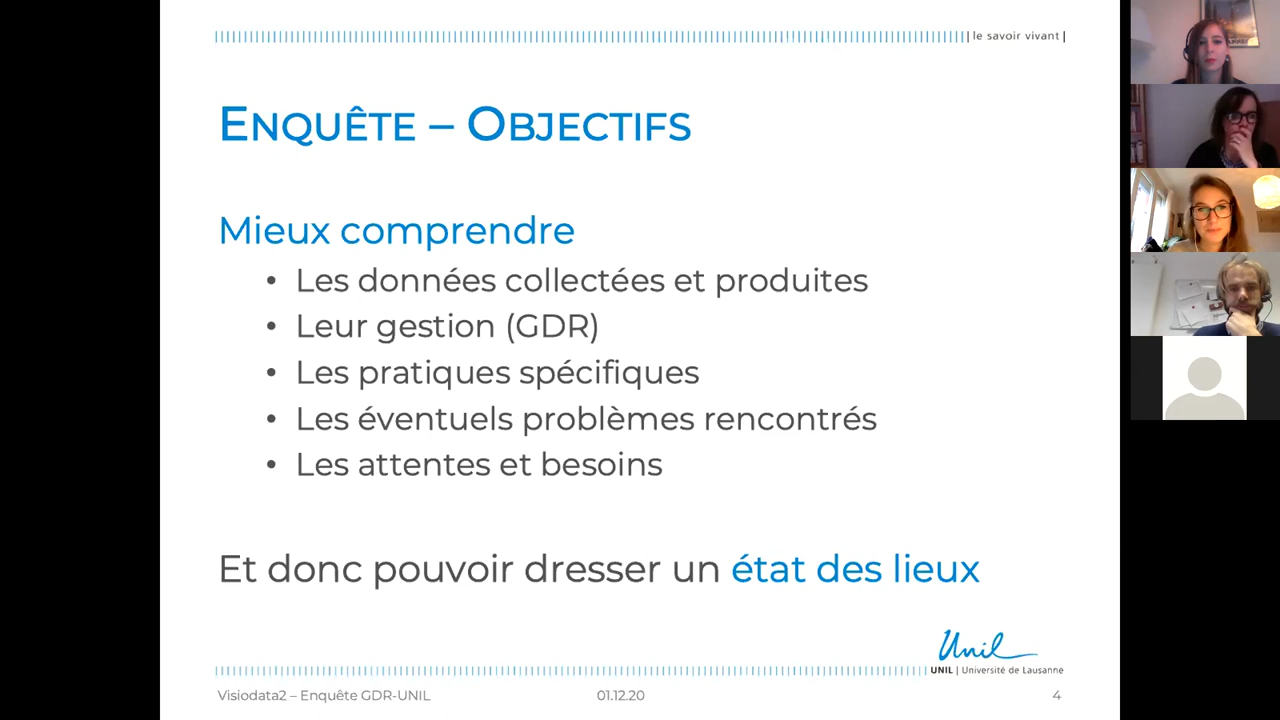 | le savoir vivant |
ENQUÊTE – OBJECTIFS
Mieux comprendre
• Les données collectées et produites
• Leur gestion (GDR)
• Les pratiques spécifiques
• Les éventuels problèmes rencontrés
• Les attentes et besoins
Et donc pouvoir dresser un état des lieux
Unil
UNIL | Université de Lausanne
Visiodata2 – Enquête GDR-UNIL
01.12.20
4